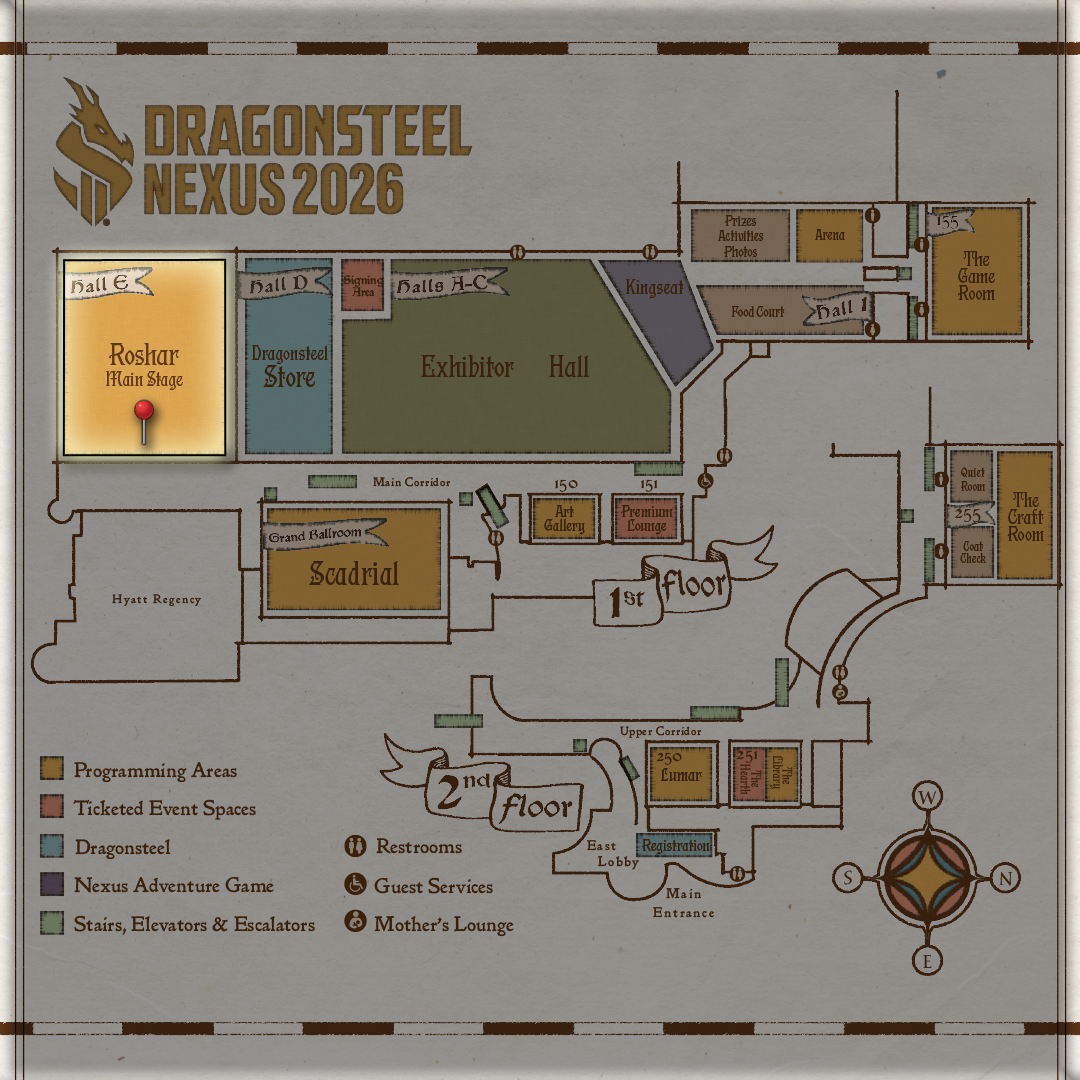 DRAGONSTEEL
NEXUS 2026
Hall E
Roshar
Main Stage
Hall D
Dragonsteel
Store
Signing
Area
Halls A-C
Exhibitor Hall
Kingseat
Prizes
Activities
Photos
Arena
Food Court
Hall 1
155
The
Game
Room
Main Corridor
150
Art
Gallery
151
Premium
Lounge
Grand Ballroom
Scadrial
Hyatt Regency
1st floor
Quiet
Room
255
Coat
Check
The
Craft
Room
Upper Corridor
250
Lumar
251
The
Hearth
The
Library
2nd floor
East
Lobby
Registration
Main
Entrance
Programming Areas
Ticketed Event Spaces
Dragonsteel
Nexus Adventure Game
Stairs, Elevators & Escalators
Restrooms
Guest Services
Mother's Lounge
W
S
N
E